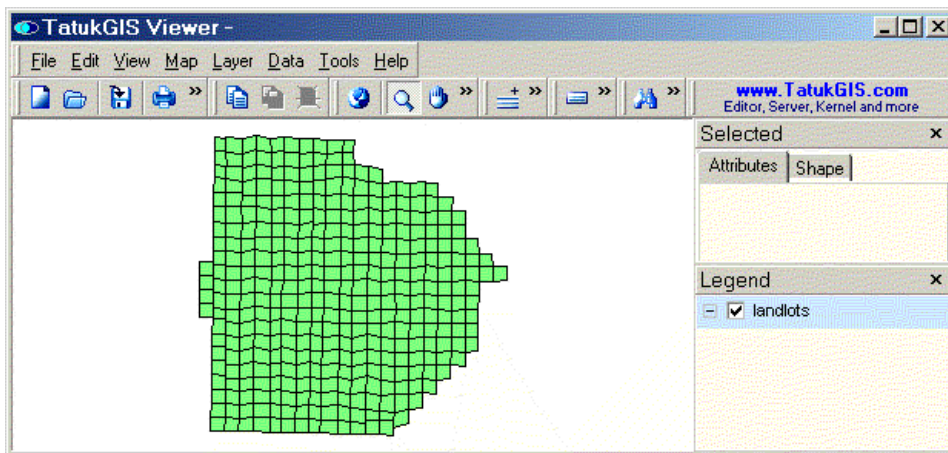 TatukGIS Viewer -
File Edit View Map Layer Data Tools Help
www.TatukGIS.com
Editor, Server, Kernel and more
Selected
Attributes Shape
Legend
landlots